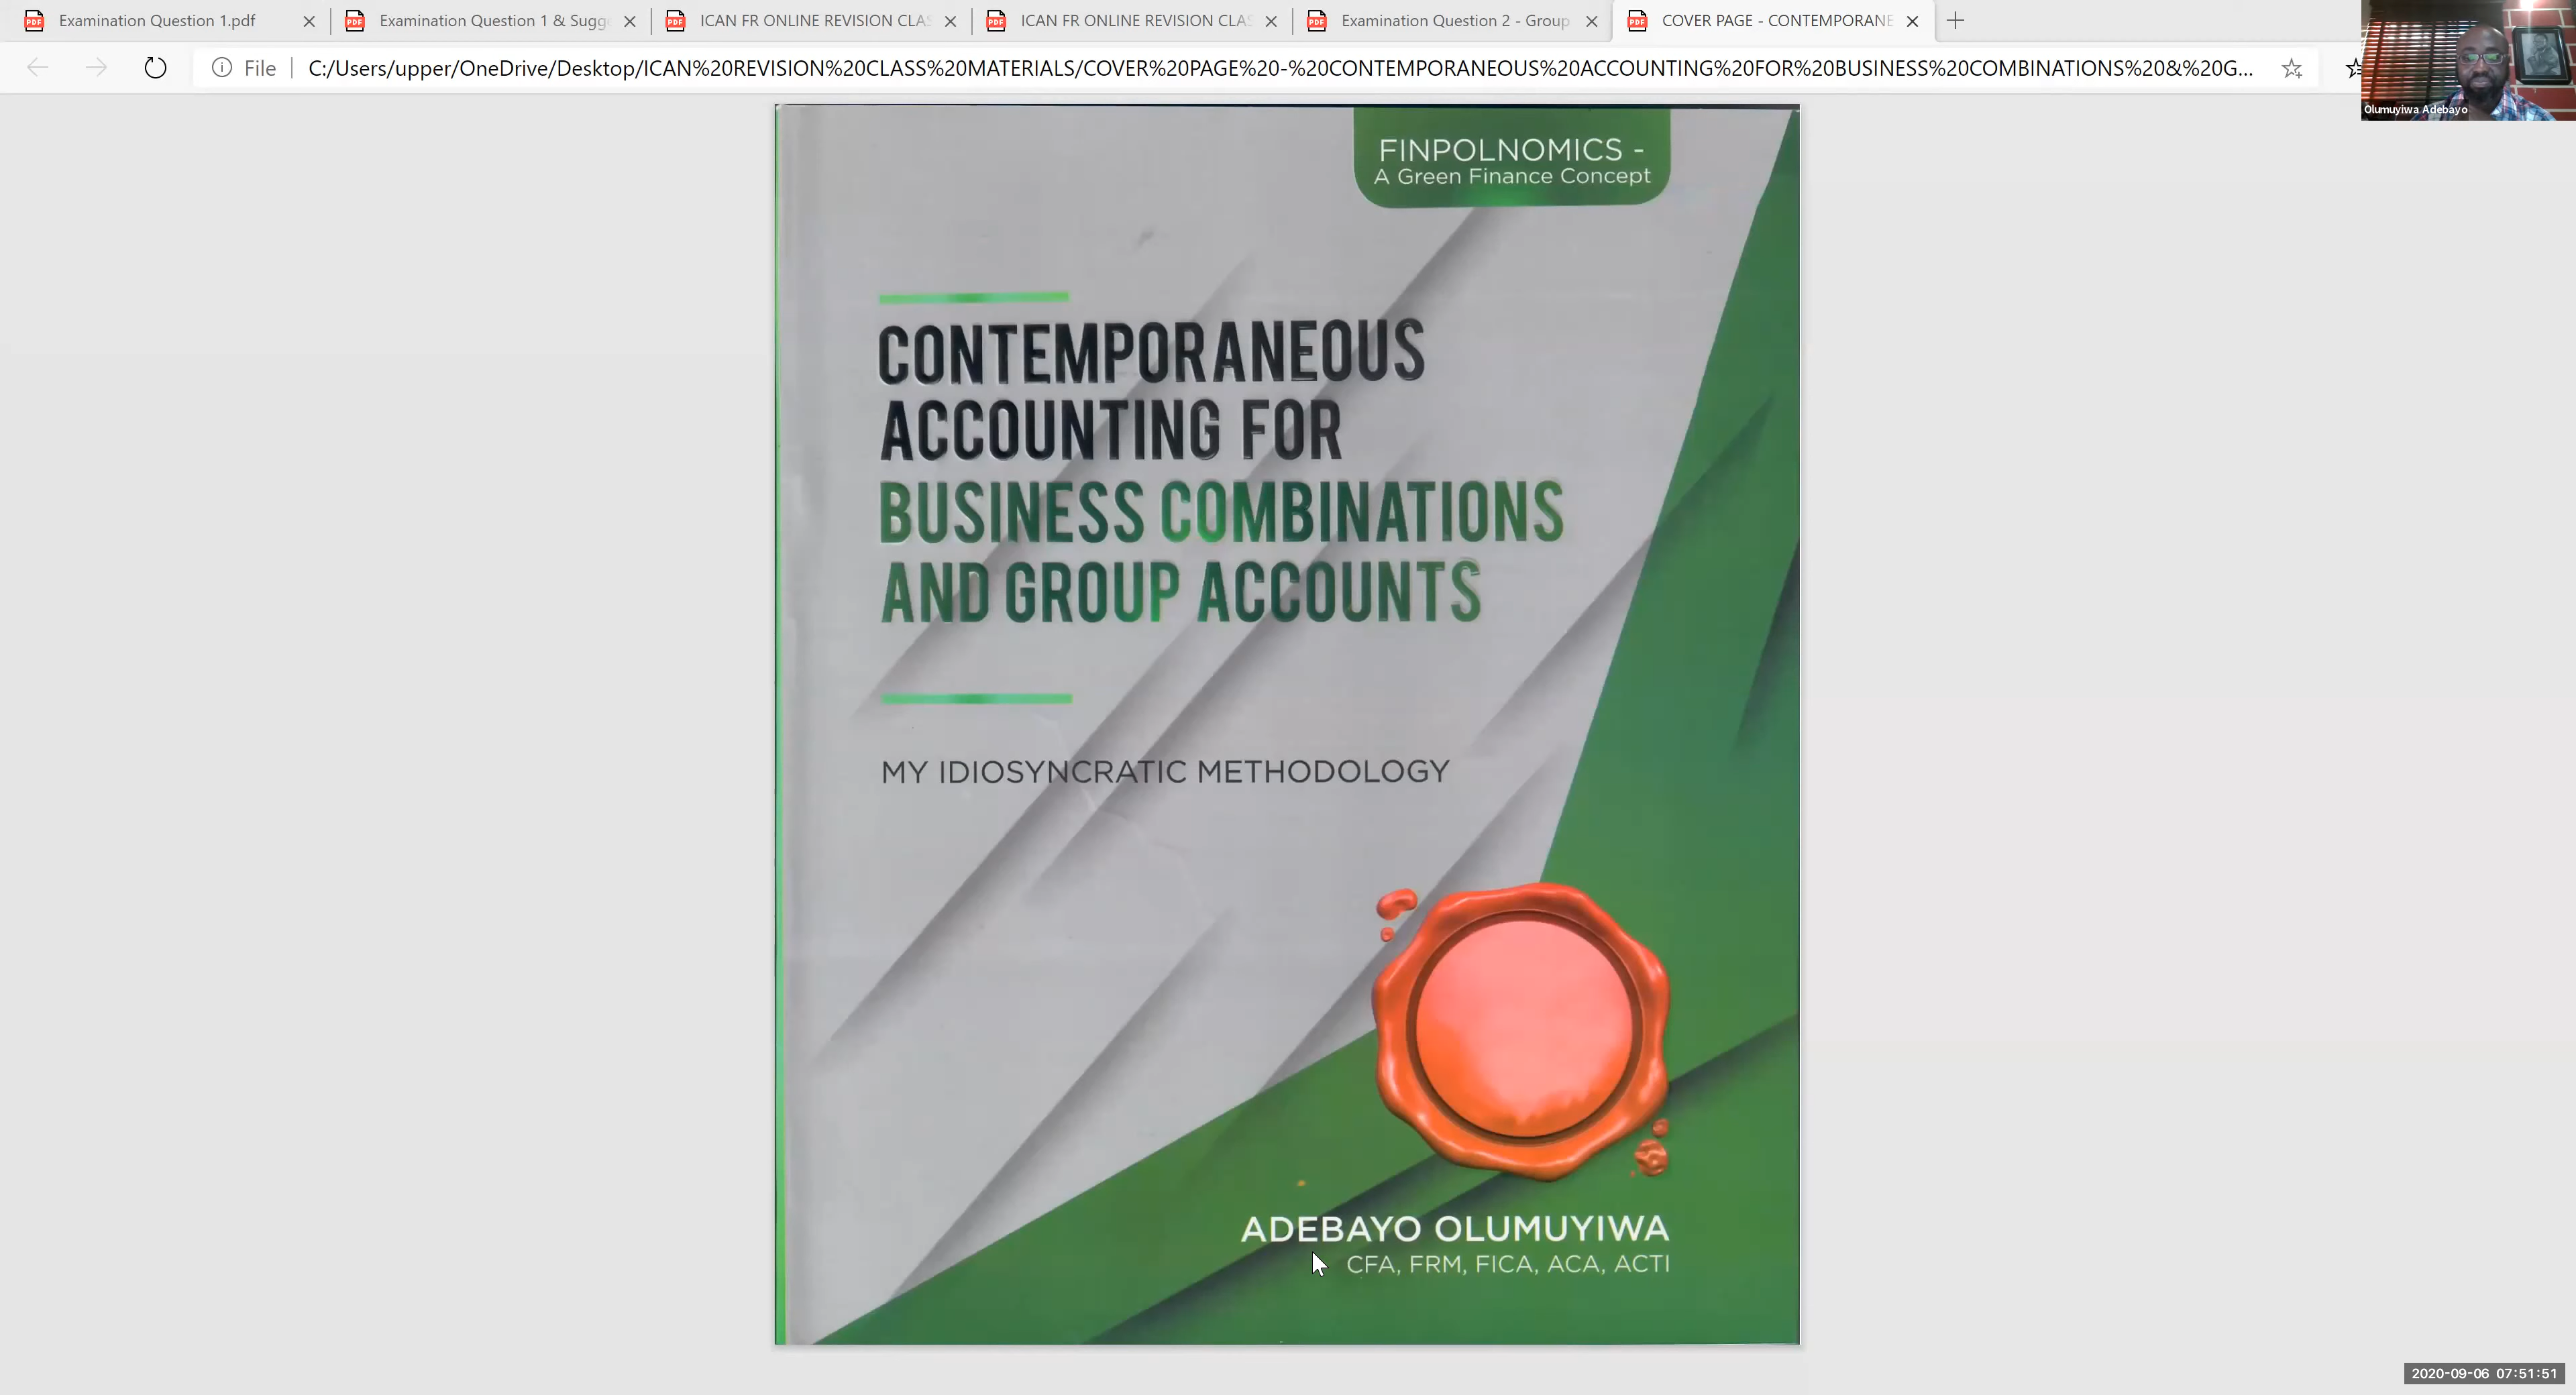 Examination Question 1.pdf
Examination Question 1 & Sugg
ICAN FR ONLINE REVISION CLA
ICAN FR ONLINE REVISION CLA
Examination Question 2 - Group
COVER PAGE - CONTEMPORANE
File
C:/Users/upper/OneDrive/Desktop/ICAN%20REVISION%20CLASS%20MATERIALS/COVER%20PAGE%20-%20CONTEMPORANEOUS%20ACCOUNTING%20FOR%20BUSINESS%20COMBINATIONS%20&%20G...
Olumuyiwa Adebayo
FINPOLNOMICS -
A Green Finance Concept
CONTEMPORANEOUS
ACCOUNTING FOR
BUSINESS COMBINATIONS
AND GROUP ACCOUNTS
MY IDIOSYNCRATIC METHODOLOGY
ADEBAYO OLUMUYIWA
CFA, FRM, FICA, ACA, ACTI
2020-09-06 07:51:51